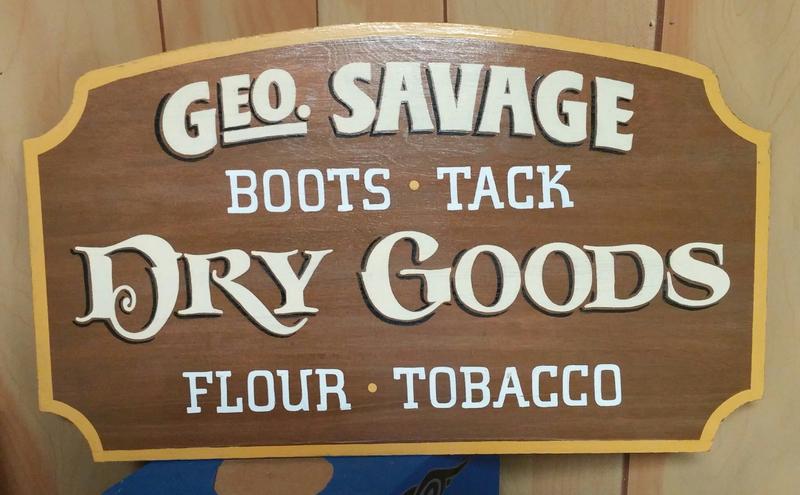 GEO. SAVAGE
BOOTS · TACK
DRY GOODS
FLOUR · TOBACCO